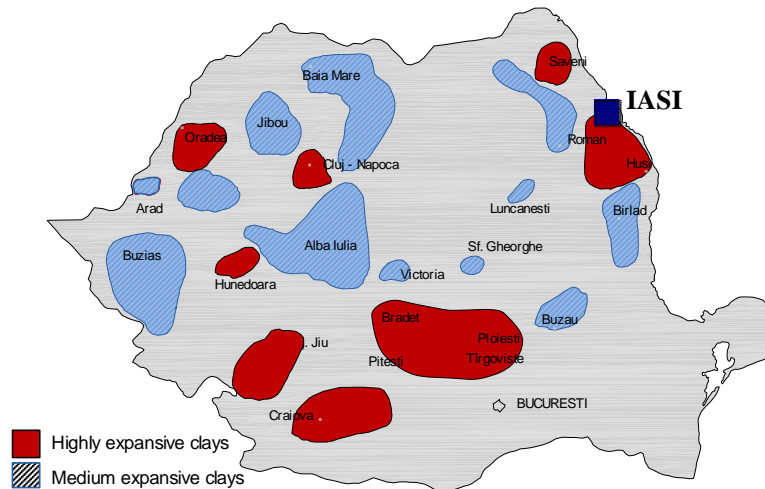 Saveni
Baia Mare
IASI
Jibou
Oradea
Roman
Cluj - Napoca
Husi
Arad
Luncanesti
Birlad
Alba Iulia
Sf. Gheorghe
Buzias
Victoria
Hunedoara
Bradel
Buzau
. Jiu
Ploiesti
Pitesti
Tirgoviste
Craiova
BUCURESTI
Highly expansive clays
Medium expansive clays